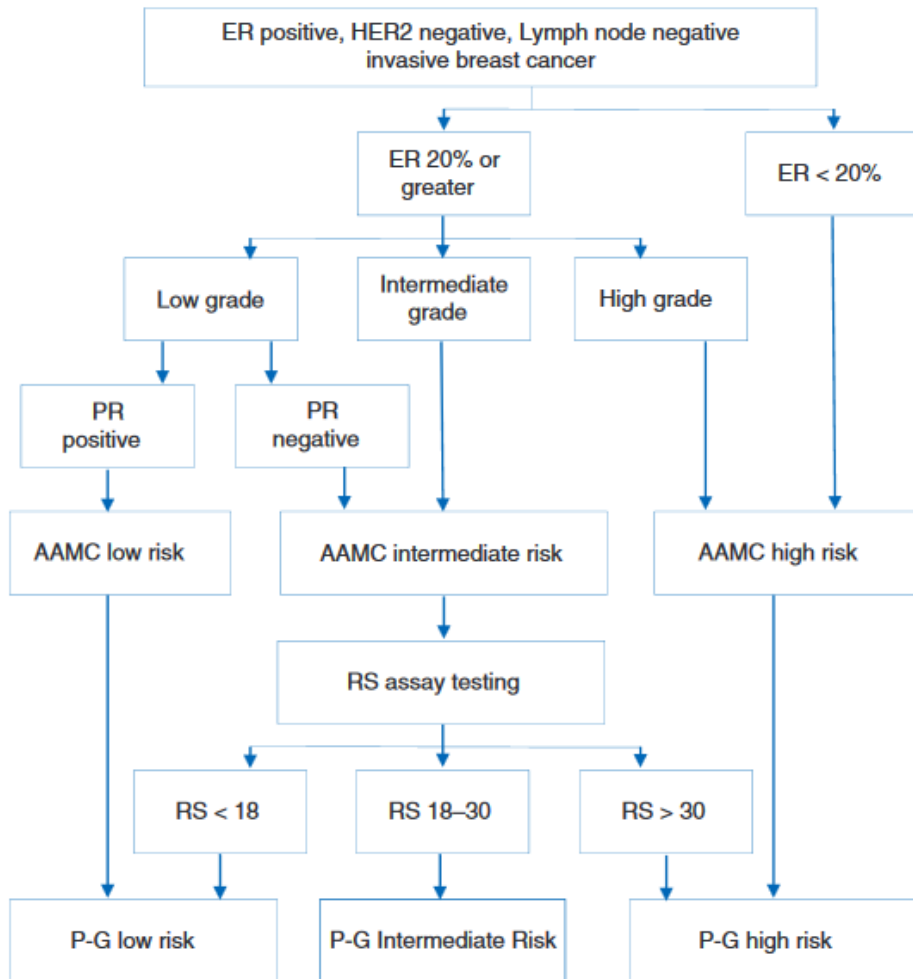 ER positive, HER2 negative, Lymph node negative
invasive breast cancer
ER 20% or
greater
ER < 20%
Low grade
Intermediate
grade
High grade
PR
positive
PR
negative
AAMC low risk
AAMC intermediate risk
AAMC high risk
RS assay testing
RS < 18
RS 18–30
RS > 30
P-G low risk
P-G Intermediate Risk
P-G high risk